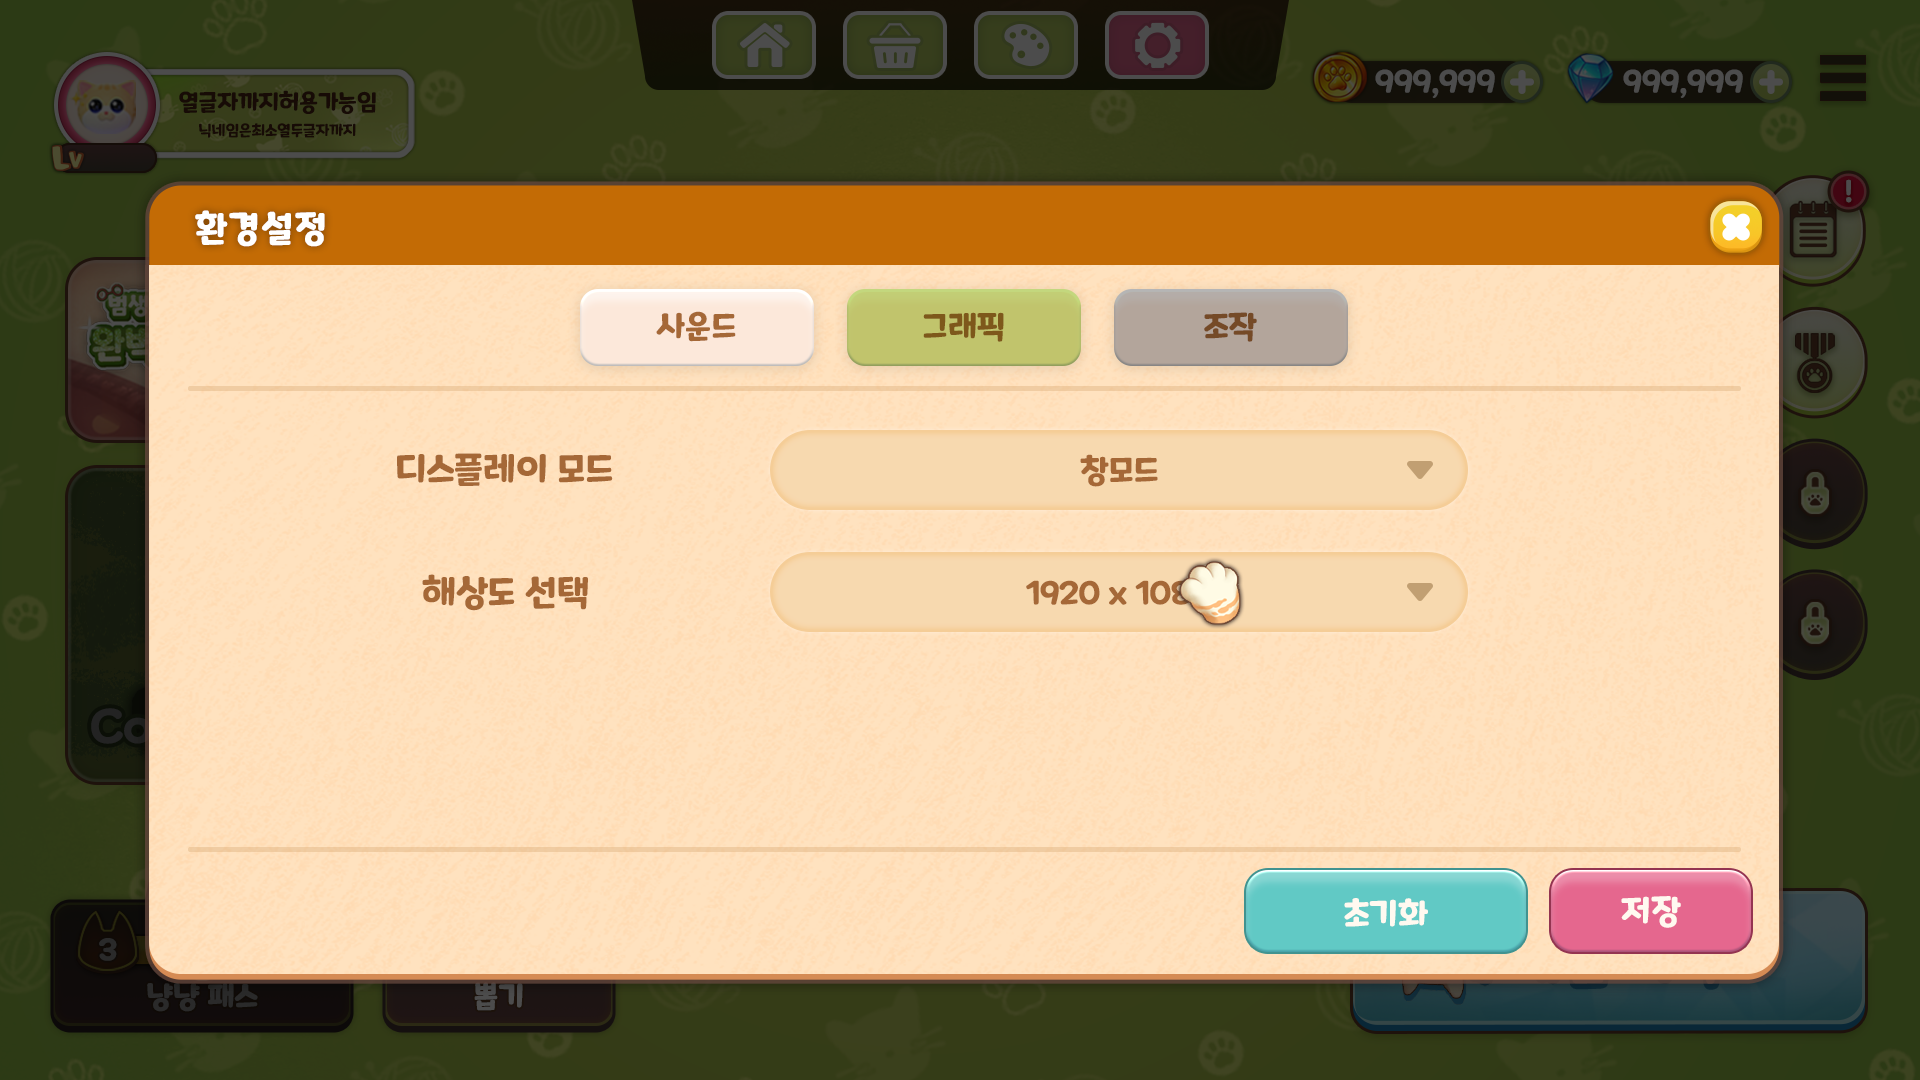 999,999
999,999
열글자까지허용가능임
닉네임은최소열두글자까지
Lv
환경설정
사운드
그래픽
조작
디스플레이 모드
창모드
해상도 선택
1920 x 108
초기화
저장
3
냥냥 패스
뽑기